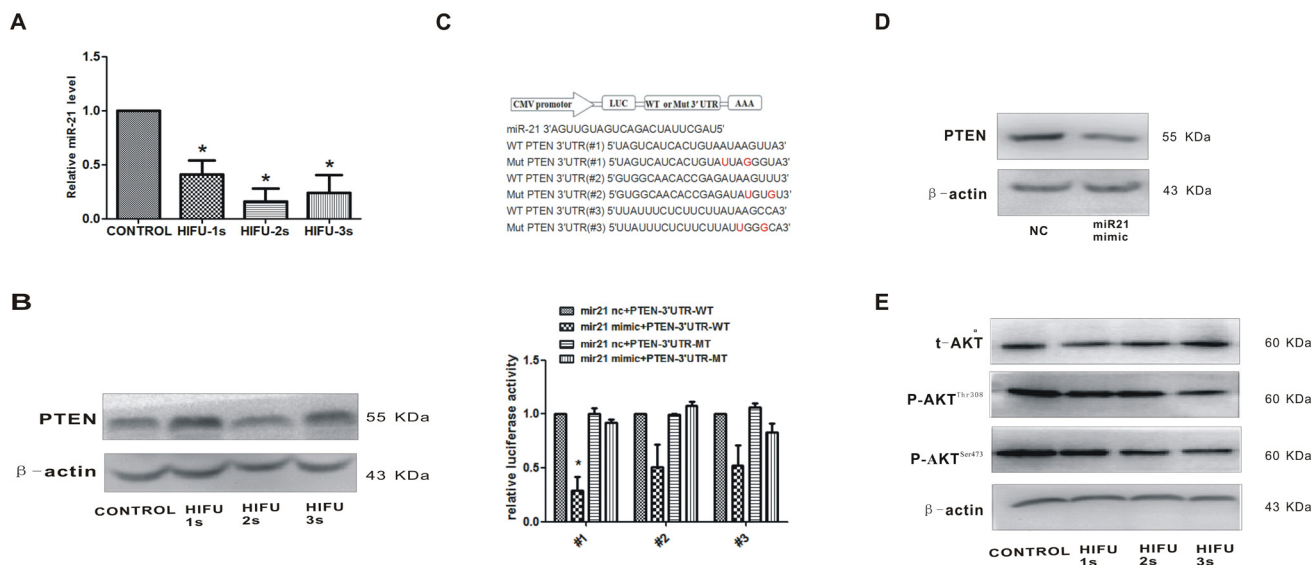 A
Relative miR-21 level
1.5
1.0
0.5
0.0
CONTROL HIFU-1s HIFU-2s HIFU-3s
* * *
B
PTEN 55 KDa
β-actin 43 KDa
CONTROL HIFU 1s HIFU 2s HIFU 3s
C
CMV promotor LUC WT or Mut 3' UTR AAA
miR-21 3'AGUUGUAGUCAGACUAUUCGAU5'
WT PTEN 3'UTR(#1) 5'UAGUCAUCACUGUAAUAAGUUA3'
Mut PTEN 3'UTR(#1) 5'UAGUCAUCACUGUAUUAGGGUA3'
WT PTEN 3'UTR(#2) 5'GUGGCAACACCGAGAUAAGUUU3'
Mut PTEN 3'UTR(#2) 5'GUGGCAACACCGAGAUAUGUGU3'
WT PTEN 3'UTR(#3) 5'UUAUUUCUCUUCUUAUAAGCCA3'
Mut PTEN 3'UTR(#3) 5'UUAUUUCUCUUCUUAUUGGGCA3'
mir21 nc+PTEN-3'UTR-WT
mir21 mimic+PTEN-3'UTR-WT
mir21 nc+PTEN-3'UTR-MT
mir21 mimic+PTEN-3'UTR-MT
relative luciferase activity
1.5
1.0
0.5
0.0
*
#1 #2 #3
D
PTEN 55 KDa
β-actin 43 KDa
NC miR21 mimic
E
t-AKT 60 KDa
P-AKT Thr308 60 KDa
P-AKT Ser473 60 KDa
β-actin 43 KDa
CONTROL HIFU 1s HIFU 2s HIFU 3s